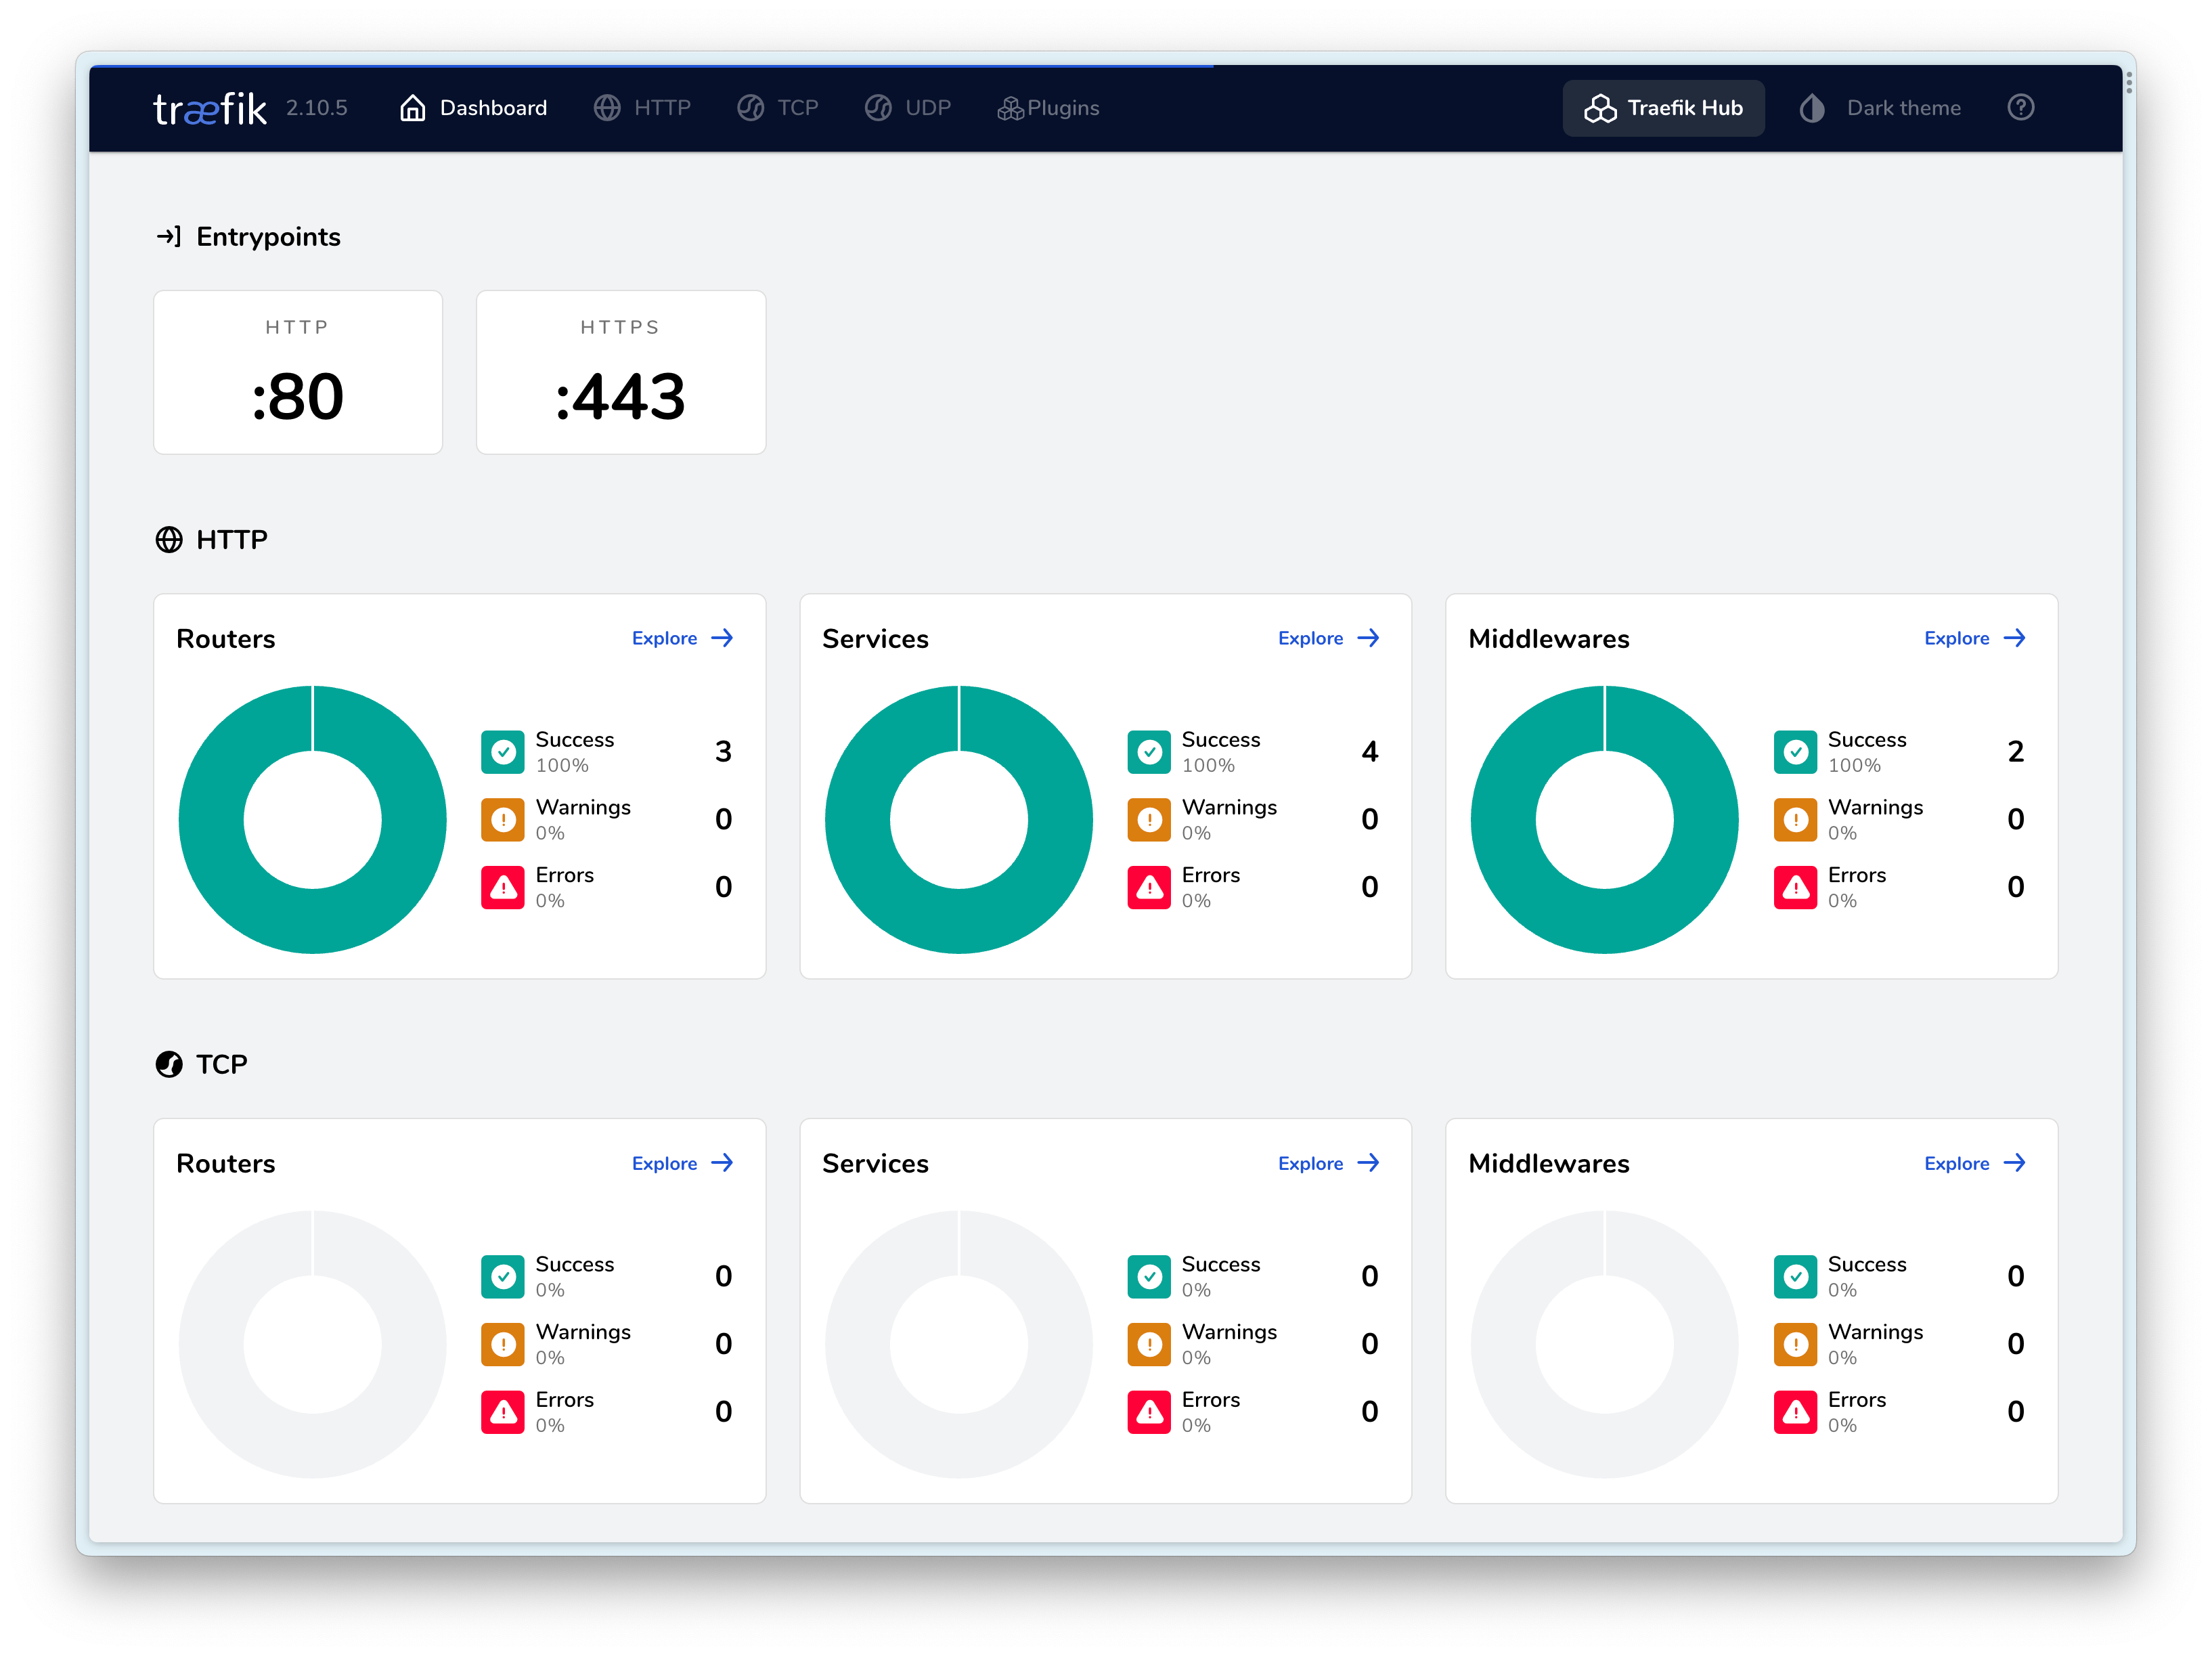 træfik 2.10.5 Dashboard HTTP TCP UDP Plugins Traefik Hub Dark theme
Entrypoints
HTTP HTTPS
:80 :443
HTTP
Routers Explore
Success 3
100%
Warnings 0
0%
Errors 0
0%
Services Explore
Success 4
100%
Warnings 0
0%
Errors 0
0%
Middlewares Explore
Success 2
100%
Warnings 0
0%
Errors 0
0%
TCP
Routers Explore
Success 0
0%
Warnings 0
0%
Errors 0
0%
Services Explore
Success 0
0%
Warnings 0
0%
Errors 0
0%
Middlewares Explore
Success 0
0%
Warnings 0
0%
Errors 0
0%